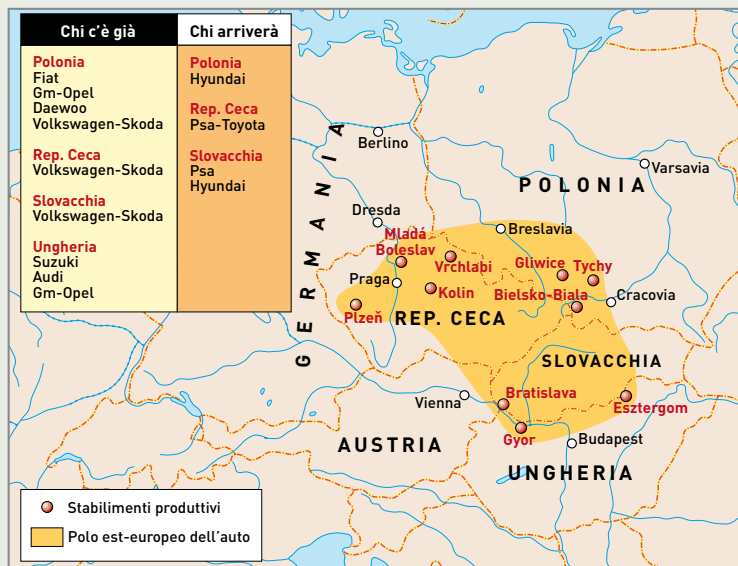 Chi c'è già
Polonia
Fiat
Gm-Opel
Daewoo
Volkswagen-Skoda
Rep. Ceca
Volkswagen-Skoda
Slovacchia
Volkswagen-Skoda
Ungheria
Suzuki
Audi
Gm-Opel
Chi arriverà
Polonia
Hyundai
Rep. Ceca
Psa-Toyota
Slovacchia
Psa
Hyundai
GERMANIA
Berlino
Varsavia
POLONIA
Dresda
Breslavia
Mladá
Boleslav
Vrchlabi
Gliwice
Tychy
Praga
Kolin
Bielsko-Biala
Cracovia
Plzeň
REP. CECA
SLOVACCHIA
Vienna
Bratislava
Esztergom
Gyor
Budapest
AUSTRIA
UNGHERIA
Stabilimenti produttivi
Polo est-europeo dell'auto